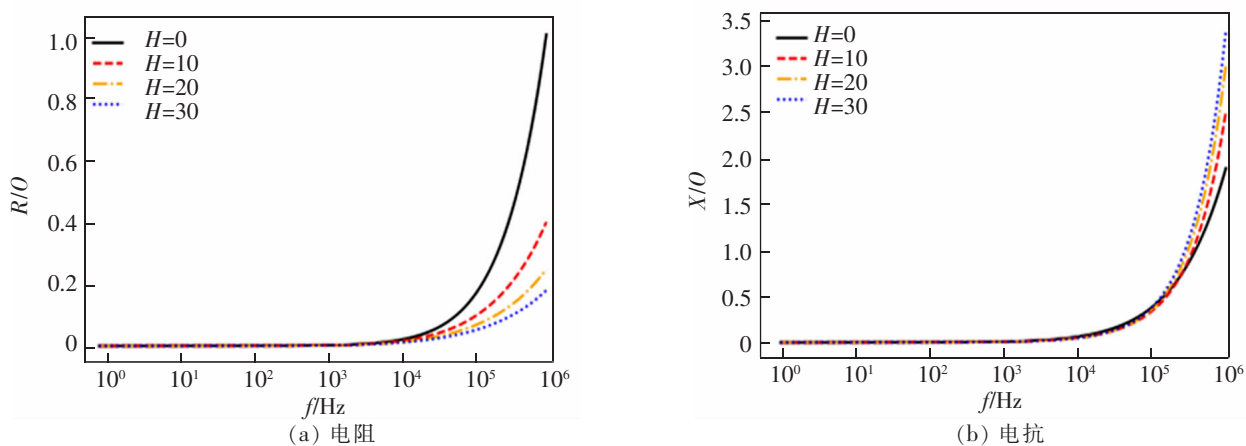 1.0
0.8
0.6
0.4
0.2
0
R/O
H=0
H=10
H=20
H=30
10⁰ 10¹ 10² 10³ 10⁴ 10⁵ 10⁶
f/Hz
(a) 电阻
3.5
3.0
2.5
2.0
1.5
1.0
0.5
0
X/O
H=0
H=10
H=20
H=30
10⁰ 10¹ 10² 10³ 10⁴ 10⁵ 10⁶
f/Hz
(b) 电抗